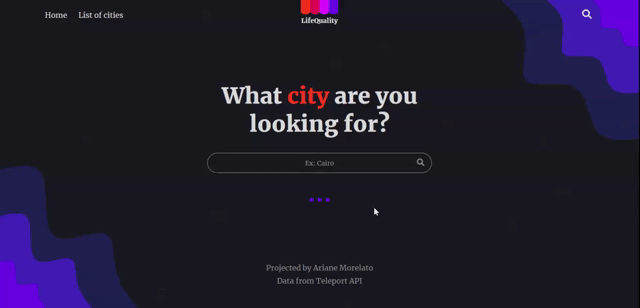 Home List of cities
LifeQuality
What city are you
looking for?
Ex: Cairo
Projected by Ariane Morelato
Data from Teleport API